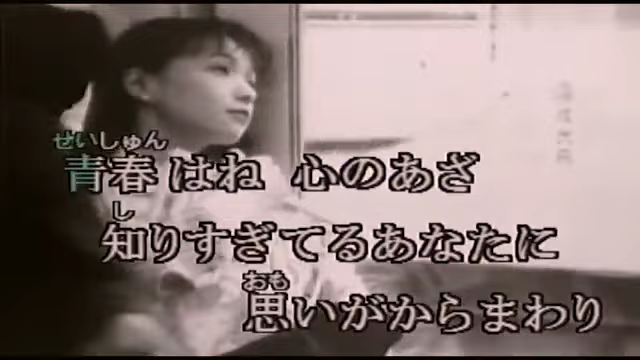 せいしゅん
青春はね 心のあざ
し
知りすぎてるあなたに
おも
思いがからまわり